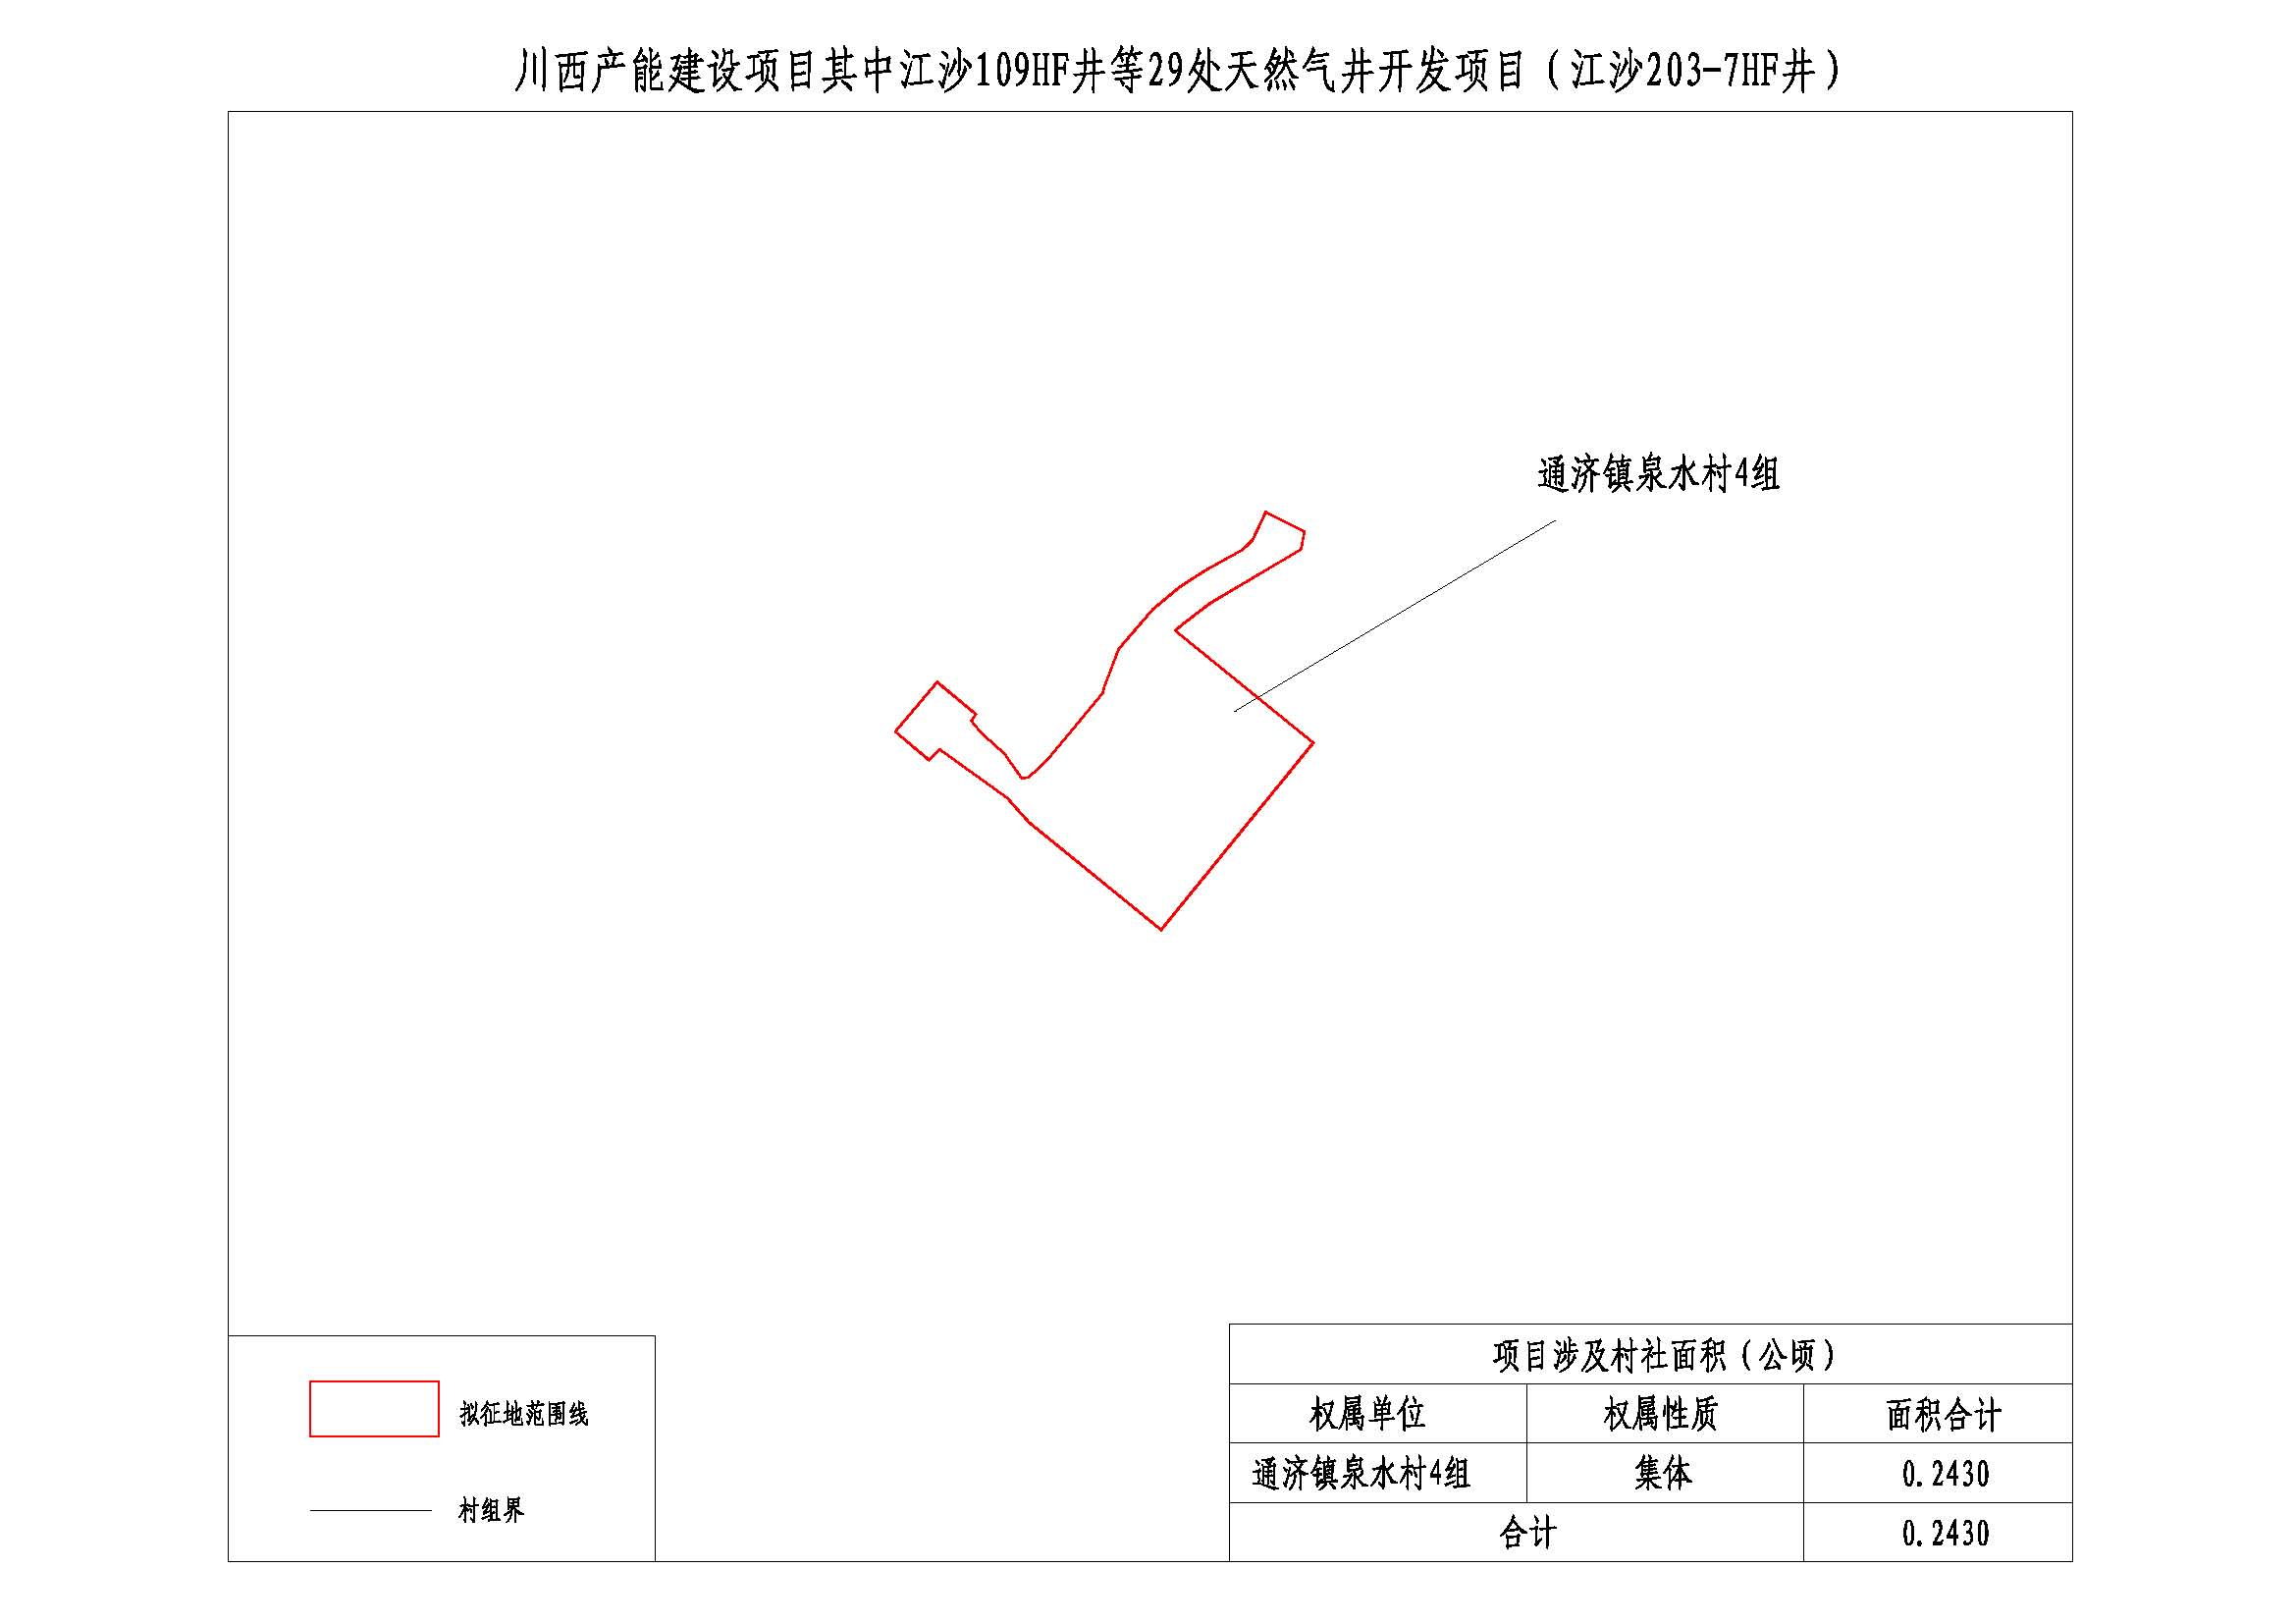 川西产能建设项目其中江沙109HF井等29处天然气井开发项目（江沙203-7HF井）
通济镇泉水村4组
项目涉及村社面积（公顷）
权属单位 权属性质 面积合计
通济镇泉水村4组 集体 0.2430
合计 0.2430
拟征地范围线
村组界